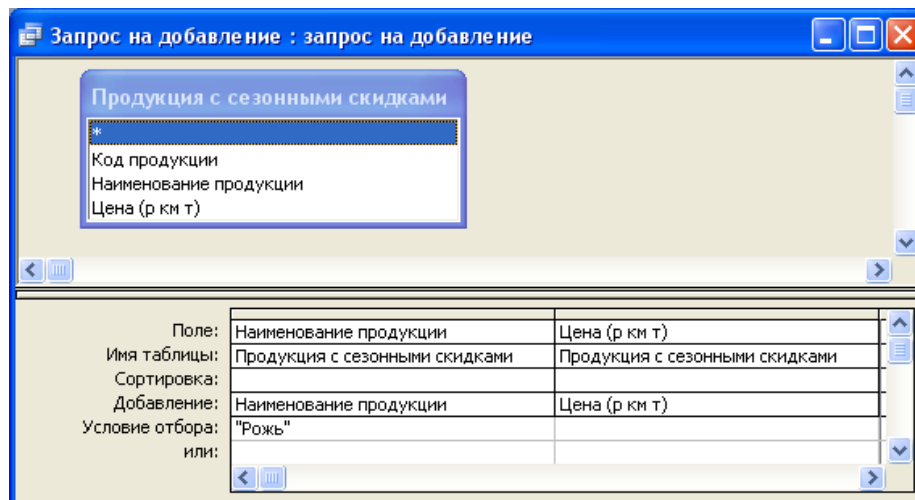 Запрос на добавление : запрос на добавление
Продукция с сезонными скидками
*
Код продукции
Наименование продукции
Цена (р км т)
Поле: Наименование продукции Цена (р км т)
Имя таблицы: Продукция с сезонными скидками Продукция с сезонными скидками
Сортировка:
Добавление: Наименование продукции Цена (р км т)
Условие отбора: "Рожь"
или: